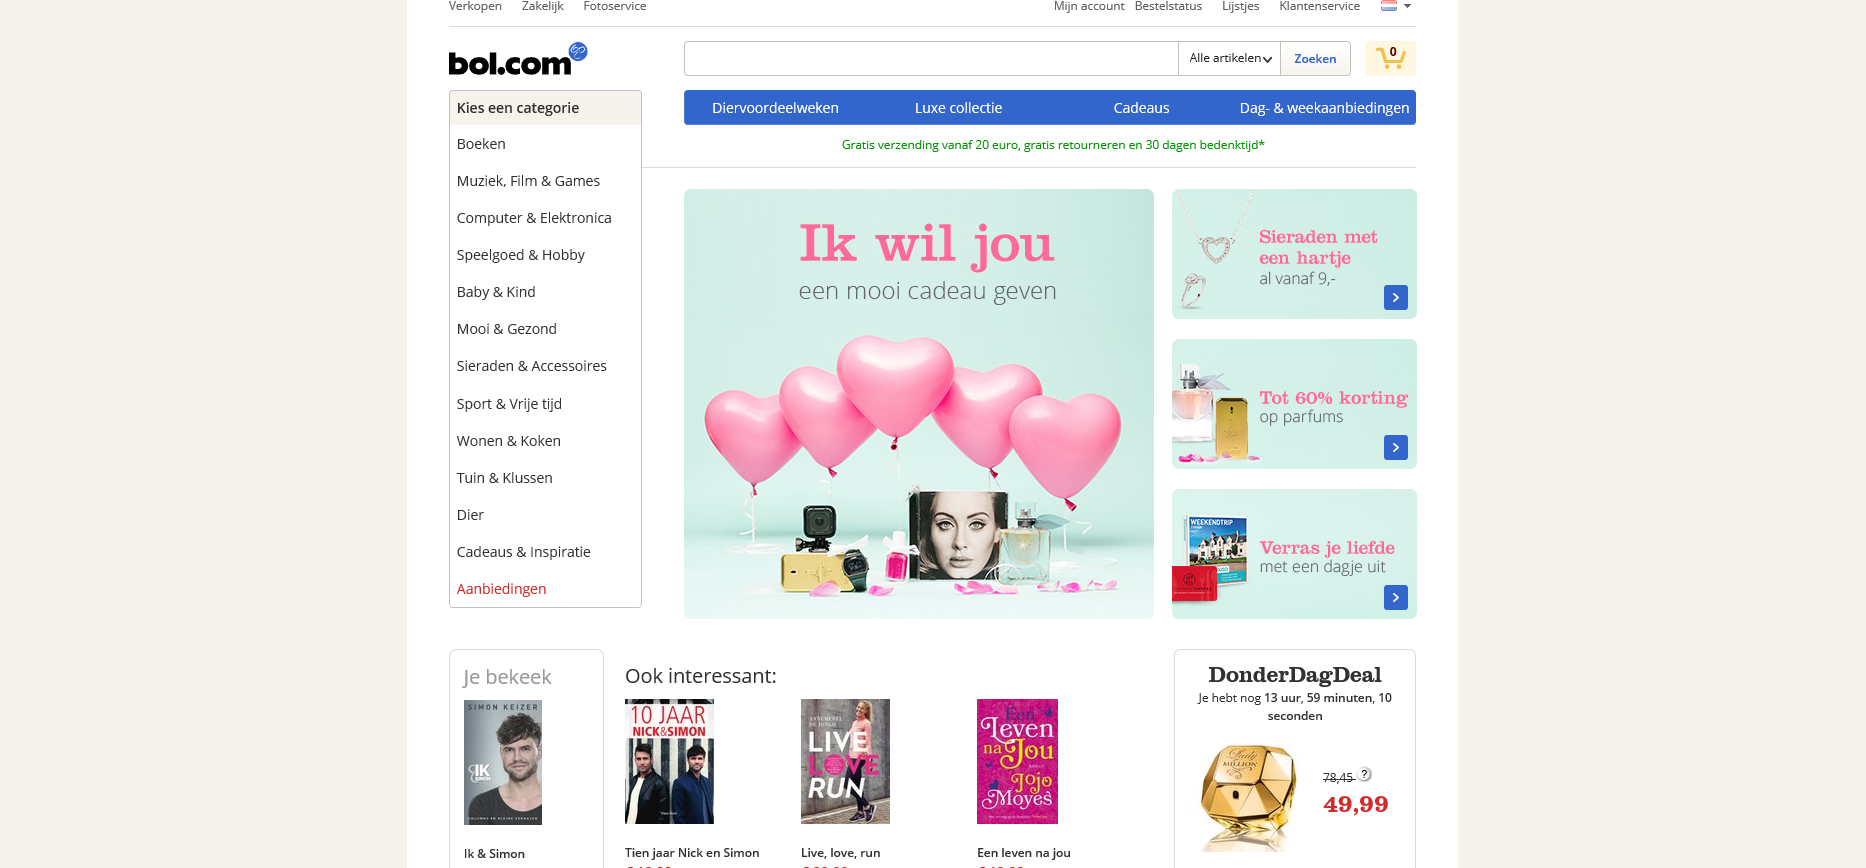 Verkopen Zakelijk Fotoservice Mijn account Bestelstatus Lijstjes Klantenservice
bol.com
Alle artikelen Zoeken 0
Kies een categorie
Diervoordeelweken Luxe collectie Cadeaus Dag- & weekaanbiedingen
Gratis verzending vanaf 20 euro, gratis retourneren en 30 dagen bedenktijd*
Boeken
Muziek, Film & Games
Computer & Elektronica
Speelgoed & Hobby
Baby & Kind
Mooi & Gezond
Sieraden & Accessoires
Sport & Vrije tijd
Wonen & Koken
Tuin & Klussen
Dier
Cadeaus & Inspiratie
Aanbiedingen
Ik wil jou
een mooi cadeau geven
Sieraden met
een hartje
al vanaf 9,-
Tot 60% korting
op parfums
WEEKENDTRIP
Verras je liefde
met een dagje uit
Je bekeek
SIMON KEIZER
IK
SIMON
Ik & Simon
Ook interessant:
10 JAAR
NICK&SIMON
Tien jaar Nick en Simon
ANNEMEREL
DE JONGH
LIVE
LOVE
RUN
Live, love, run
Een
Leven
na Jou
Jojo
Moyes
Een leven na jou
DonderDagDeal
Je hebt nog 13 uur, 59 minuten, 10
seconden
Lady
MILLION
78,45 ?
49,99